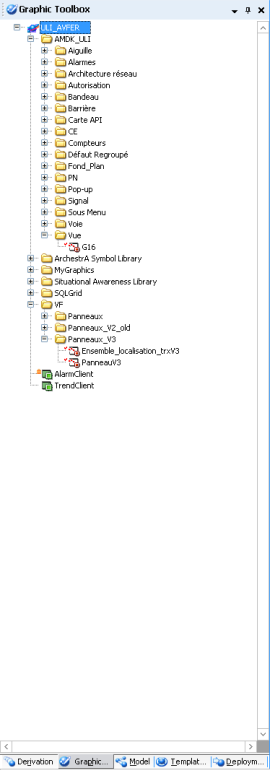 Graphic Toolbox
ULI_AVFER
AMDK_ULI
Aiguille
Alarmes
Architecture réseau
Autorisation
Bandeau
Barrière
Carte API
CE
Compteurs
Défaut Regroupé
Fond_Plan
PN
Pop-up
Signal
Sous Menu
Voie
Vue
G16
ArchestrA Symbol Library
MyGraphics
Situational Awareness Library
SQLGrid
VF
Panneaux
Panneaux_V2_old
Panneaux_V3
Ensemble_localisation_trxV3
PanneauV3
AlarmClient
TrendClient
Derivation Graphic... Model Templat... Deploym...